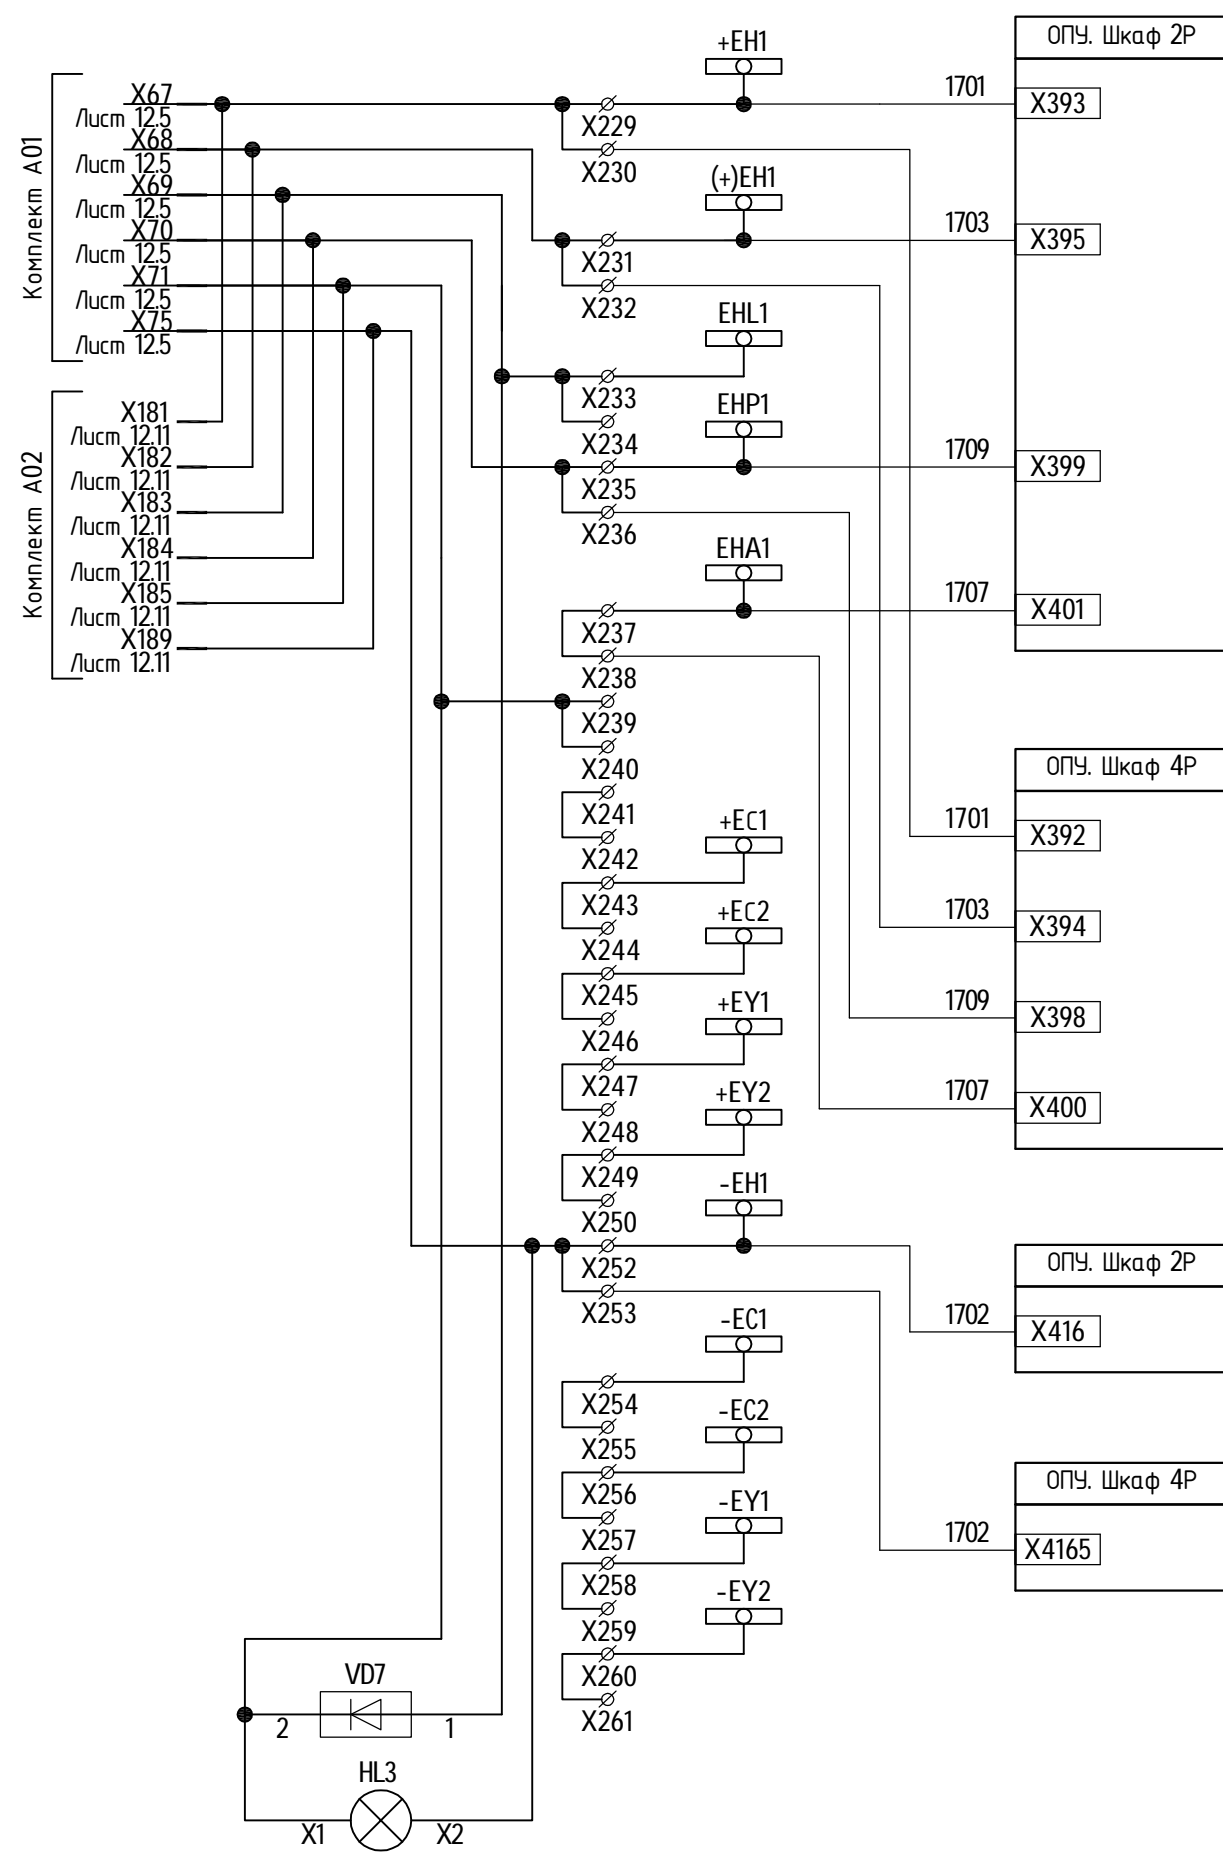 Комплект А01
X67
Лист 12.5
X68
Лист 12.5
X69
Лист 12.5
X70
Лист 12.5
X71
Лист 12.5
X75
Лист 12.5
Комплект А02
X181
Лист 12.11
X182
Лист 12.11
X183
Лист 12.11
X184
Лист 12.11
X185
Лист 12.11
X189
Лист 12.11
X229
X230
X231
X232
X233
X234
X235
X236
X237
X238
X239
X240
X241
X242
X243
X244
X245
X246
X247
X248
X249
X250
X252
X253
X254
X255
X256
X257
X258
X259
X260
X261
+EH1
(+)EH1
EHL1
EHP1
EHA1
+EC1
+EC2
+EY1
+EY2
-EH1
-EC1
-EC2
-EY1
-EY2
ОПУ. Шкаф 2Р
1701 X393
1703 X395
1709 X399
1707 X401
ОПУ. Шкаф 4Р
1701 X392
1703 X394
1709 X398
1707 X400
ОПУ. Шкаф 2Р
1702 X416
ОПУ. Шкаф 4Р
1702 X4165
VD7
2 1
HL3
X1 X2